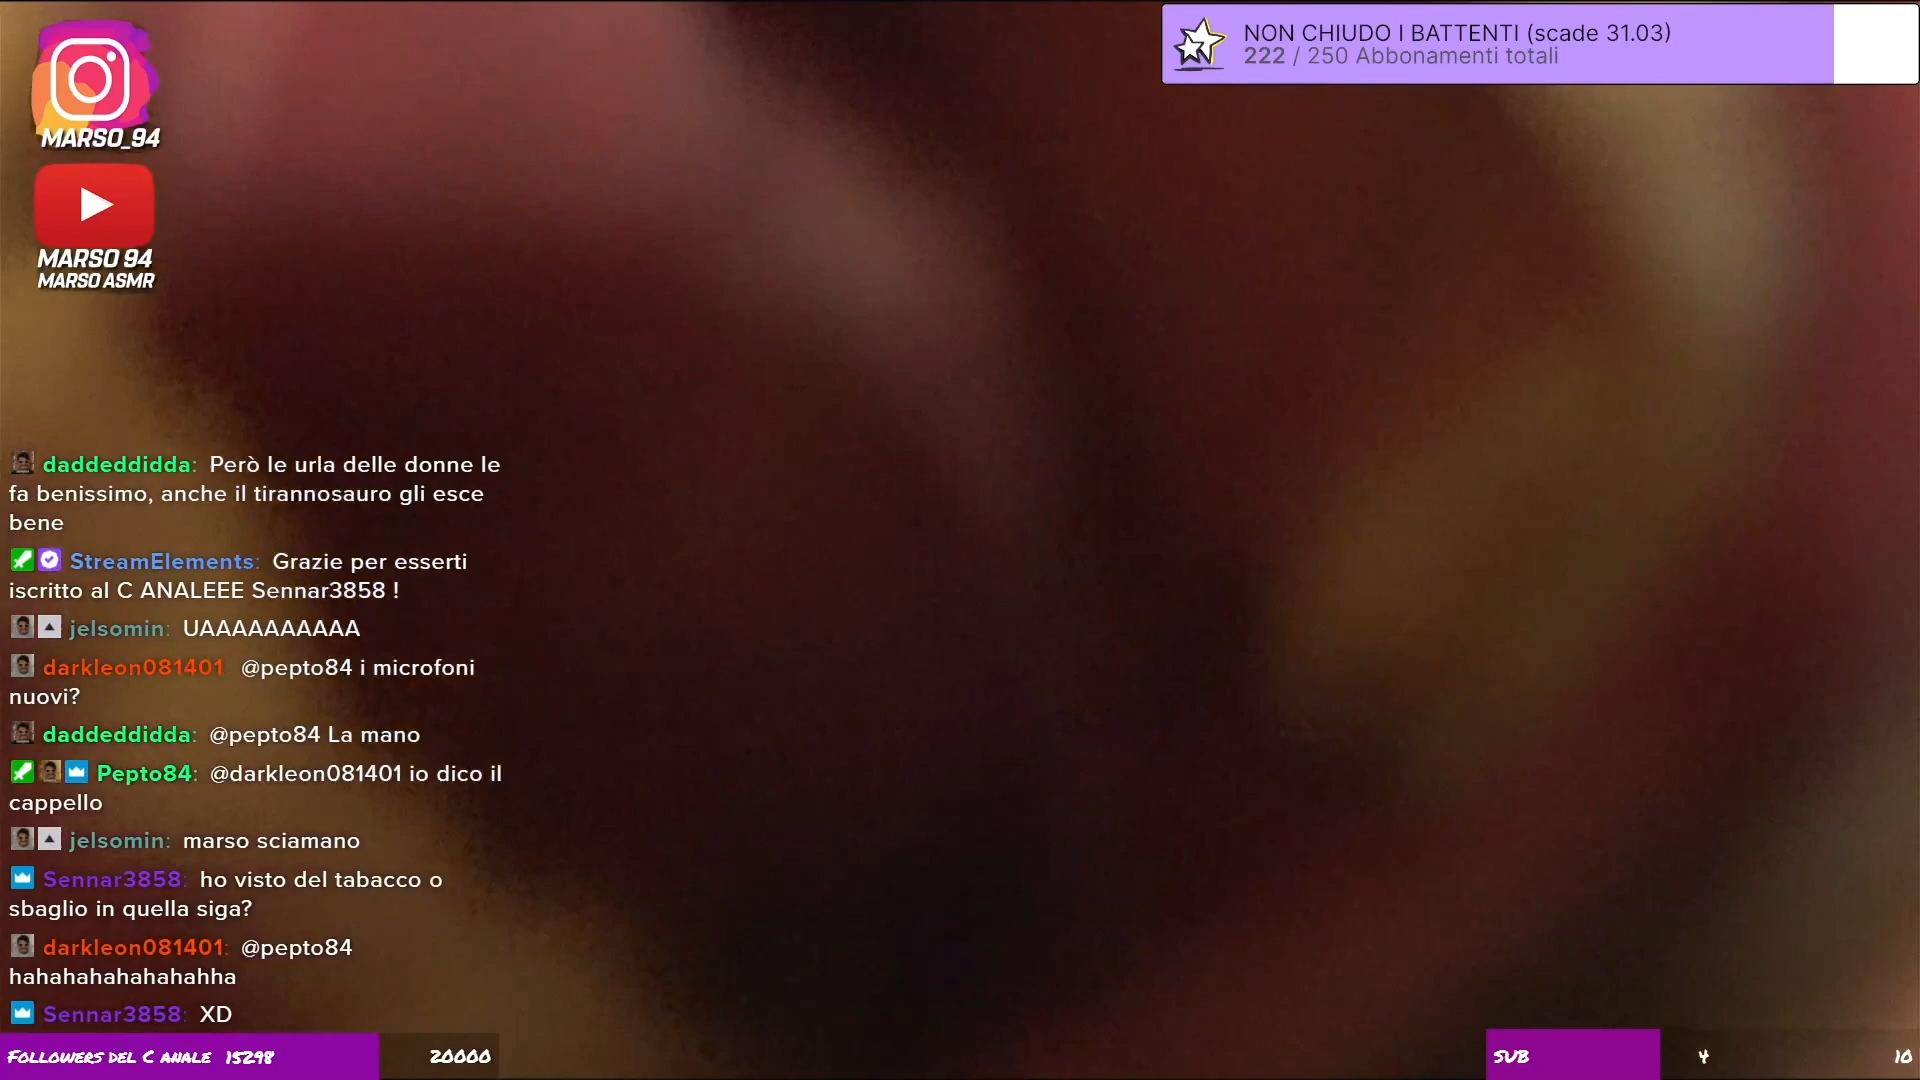 MARSO_94
MARSO 94
MARSO ASMR
NON CHIUDO I BATTENTI (scade 31.03)
222 / 250 Abbonamenti totali
daddeddidda: Però le urla delle donne le
fa benissimo, anche il tirannosauro gli esce
bene
StreamElements: Grazie per esserti
iscritto al C ANALEEE Sennar3858 !
jelsomin: UAAAAAAAAAA
darkleon081401 @pepto84 i microfoni
nuovi?
daddeddidda: @pepto84 La mano
Pepto84: @darkleon081401 io dico il
cappello
jelsomin: marso sciamano
Sennar3858: ho visto del tabacco o
sbaglio in quella siga?
darkleon081401: @pepto84
hahahahahahahahha
Sennar3858: XD
Followers del C anale 15298 20000
SUB 4 10